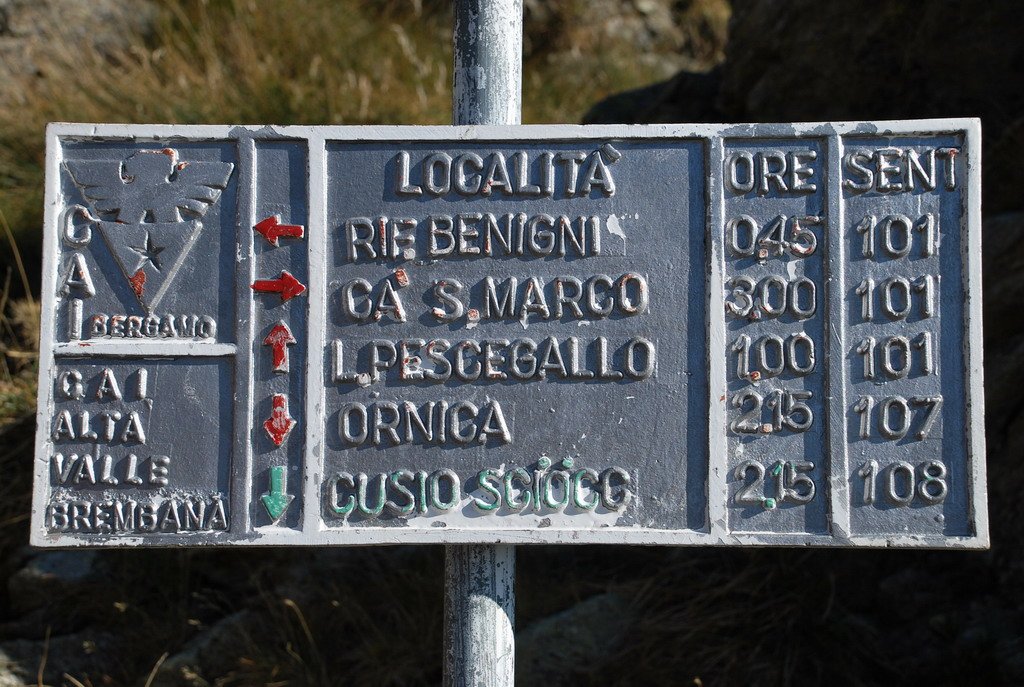 CAI
BERGAMO
G A I
ALTA
VALLE
BREMBANA
LOCALITÀ ORE SENT
RIF. BENIGNI 0.45 101
CA' S. MARCO 3.00 101
L. PESCEGALLO 1.00 101
ORNICA 2.15 107
CUSIO SCIOCC 2.15 108